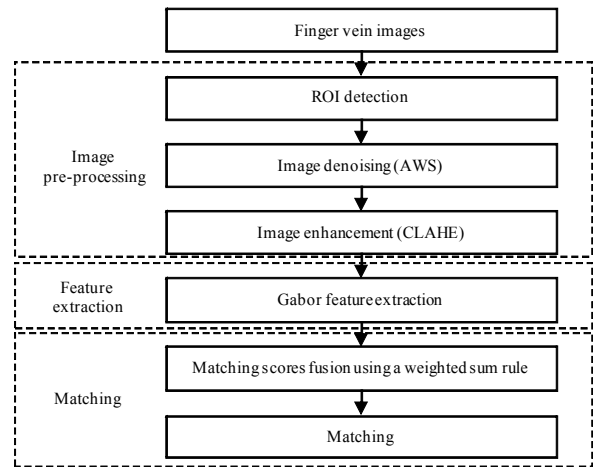 Finger vein images
ROI detection
Image
pre-processing
Image denoising (AWS)
Image enhancement (CLAHE)
Feature
extraction
Gabor feature extraction
Matching scores fusion using a weighted sum rule
Matching
Matching